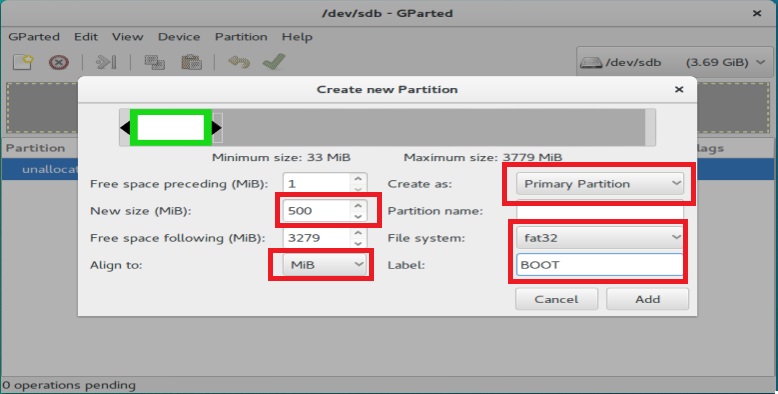 /dev/sdb - GParted
GParted Edit View Device Partition Help
/dev/sdb (3.69 GiB)
Create new Partition
Minimum size: 33 MiB Maximum size: 3779 MiB
Partition
lags
unallocat
Free space preceding (MiB): 1 Create as: Primary Partition
New size (MiB): 500 Partition name:
Free space following (MiB): 3279 File system: fat32
Align to: MiB Label: BOOT
Cancel Add
0 operations pending